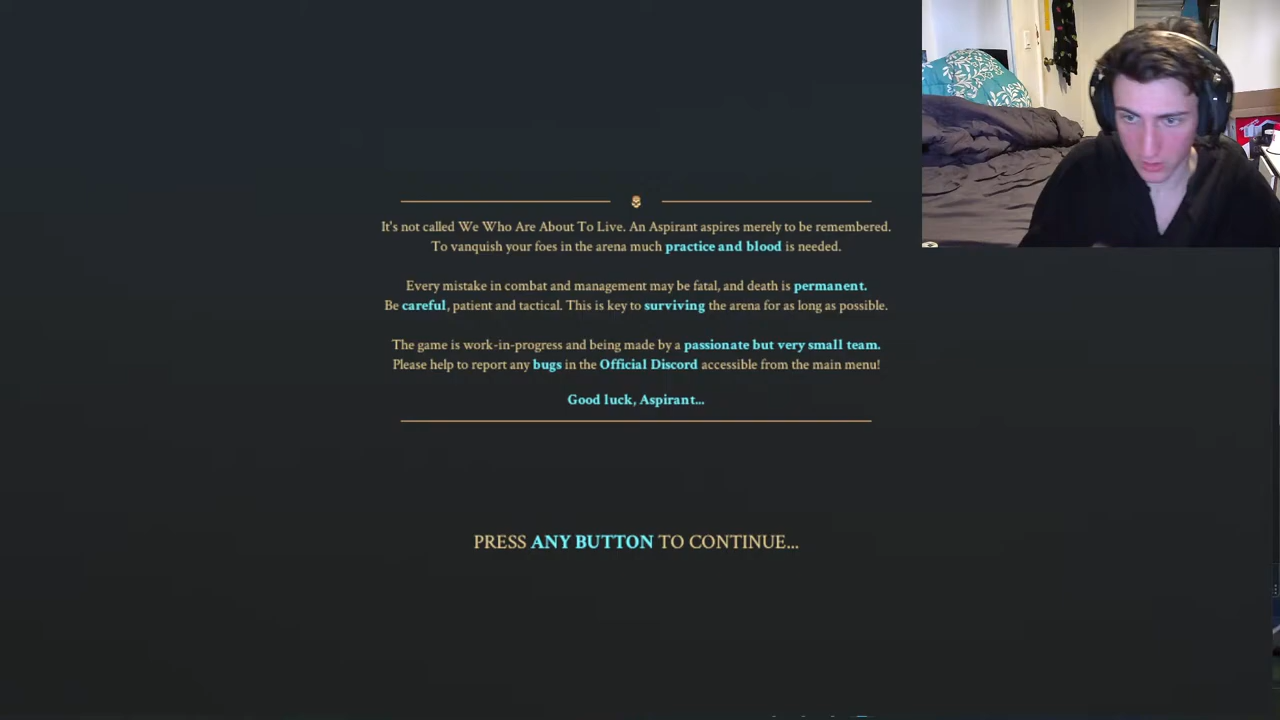 It's not called We Who Are About To Live. An Aspirant aspires merely to be remembered.
To vanquish your foes in the arena much practice and blood is needed.
Every mistake in combat and management may be fatal, and death is permanent.
Be careful, patient and tactical. This is key to surviving the arena for as long as possible.
The game is work-in-progress and being made by a passionate but very small team.
Please help to report any bugs in the Official Discord accessible from the main menu!
Good luck, Aspirant...
PRESS ANY BUTTON TO CONTINUE...